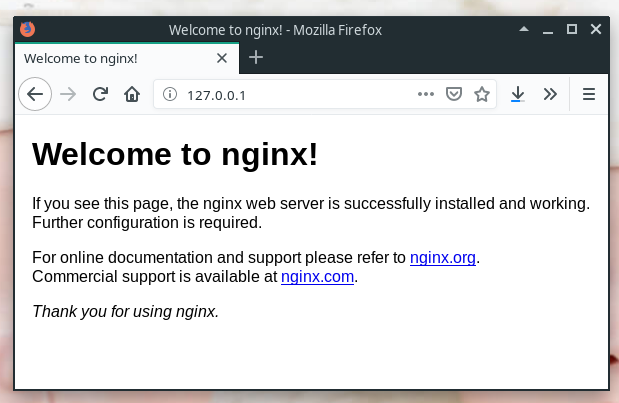 Welcome to nginx! - Mozilla Firefox
Welcome to nginx!
127.0.0.1
Welcome to nginx!
If you see this page, the nginx web server is successfully installed and working.
Further configuration is required.
For online documentation and support please refer to nginx.org.
Commercial support is available at nginx.com.
Thank you for using nginx.